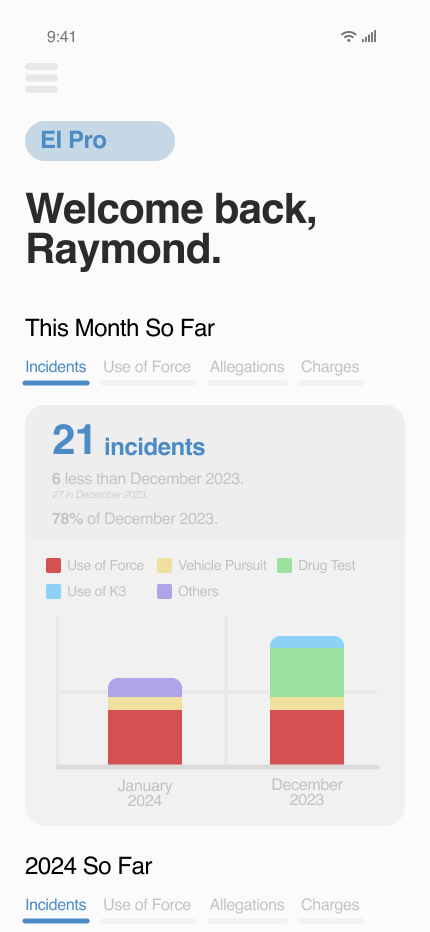 9:41
EI Pro
Welcome back,
Raymond.
This Month So Far
Incidents Use of Force Allegations Charges
21 incidents
6 less than December 2023.
27 in December 2023.
78% of December 2023.
Use of Force Vehicle Pursuit Drug Test
Use of K3 Others
January December
2024 2023
2024 So Far
Incidents Use of Force Allegations Charges